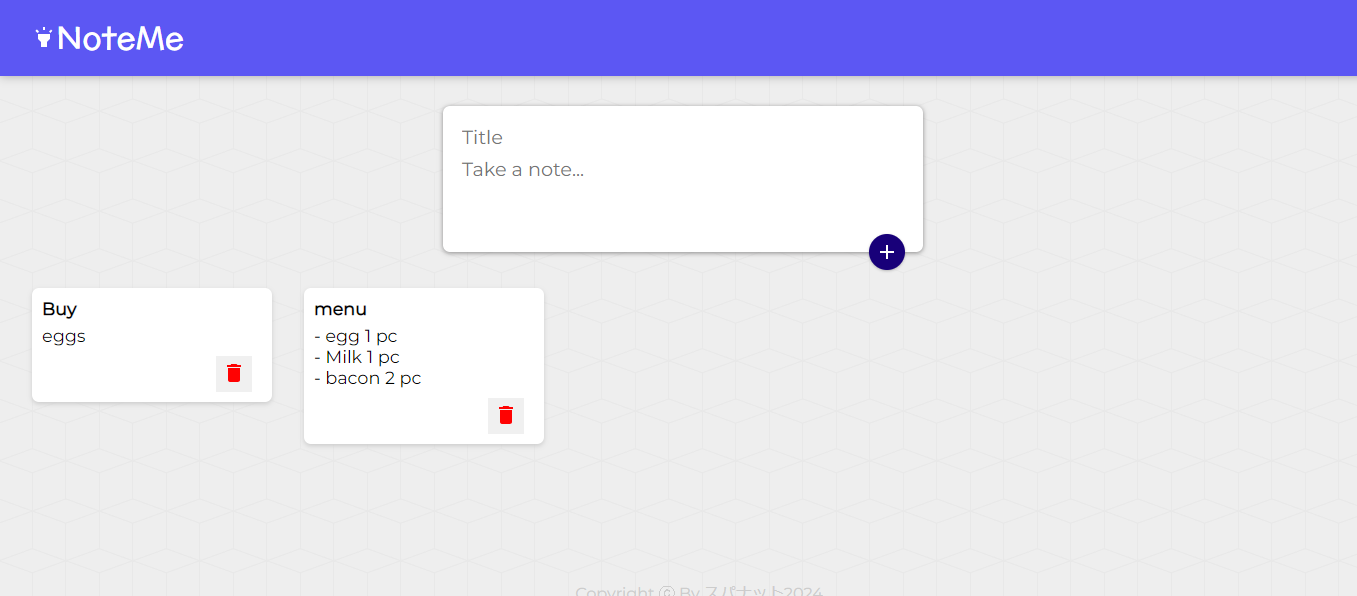 NoteMe
Title
Take a note...
Buy
eggs
menu
- egg 1 pc
- Milk 1 pc
- bacon 2 pc
Copyright ⓒ By スパナット2024